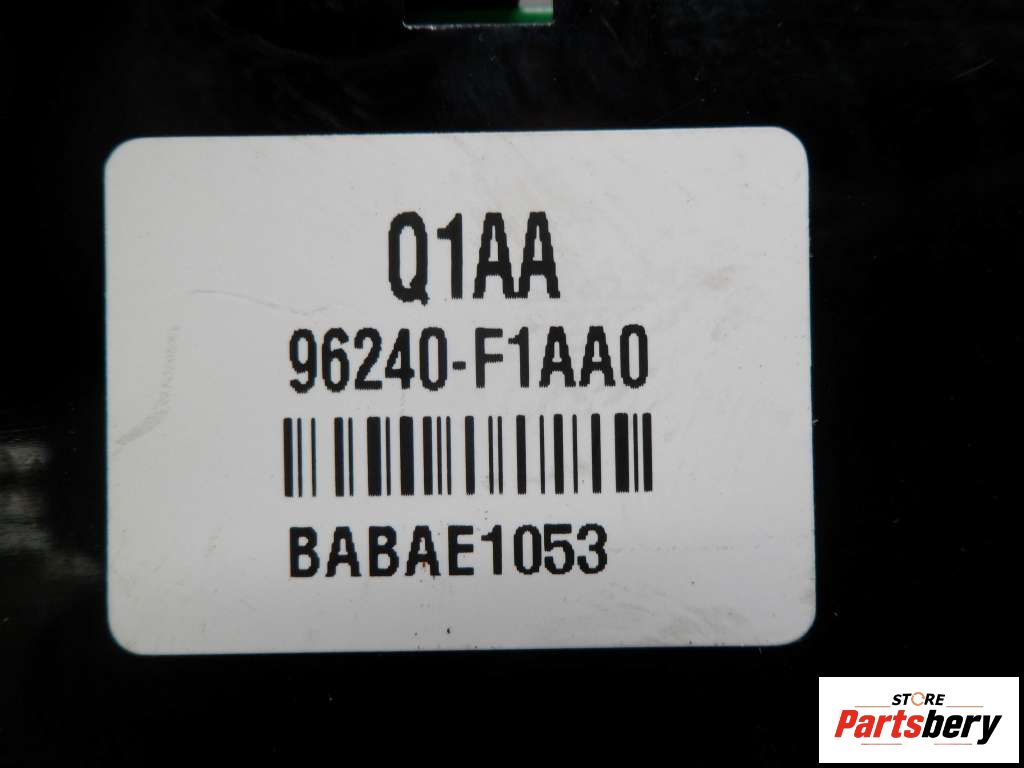 Q1AA
96240-F1AA0
BABAE1053
STORE
Partsbery